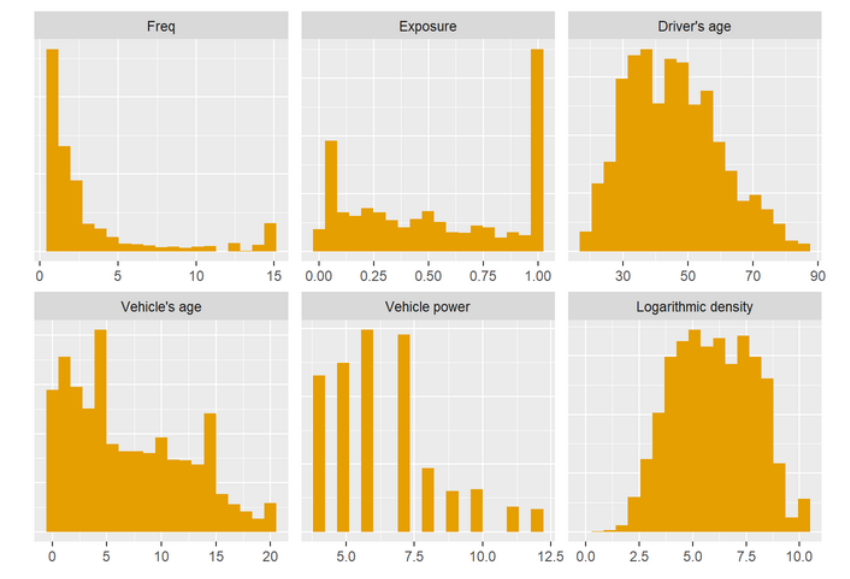 Freq Exposure Driver's age
0 5 10 15 0.00 0.25 0.50 0.75 1.00 30 50 70 90
Vehicle's age Vehicle power Logarithmic density
0 5 10 15 20 5.0 7.5 10.0 12.5 0.0 2.5 5.0 7.5 10.0